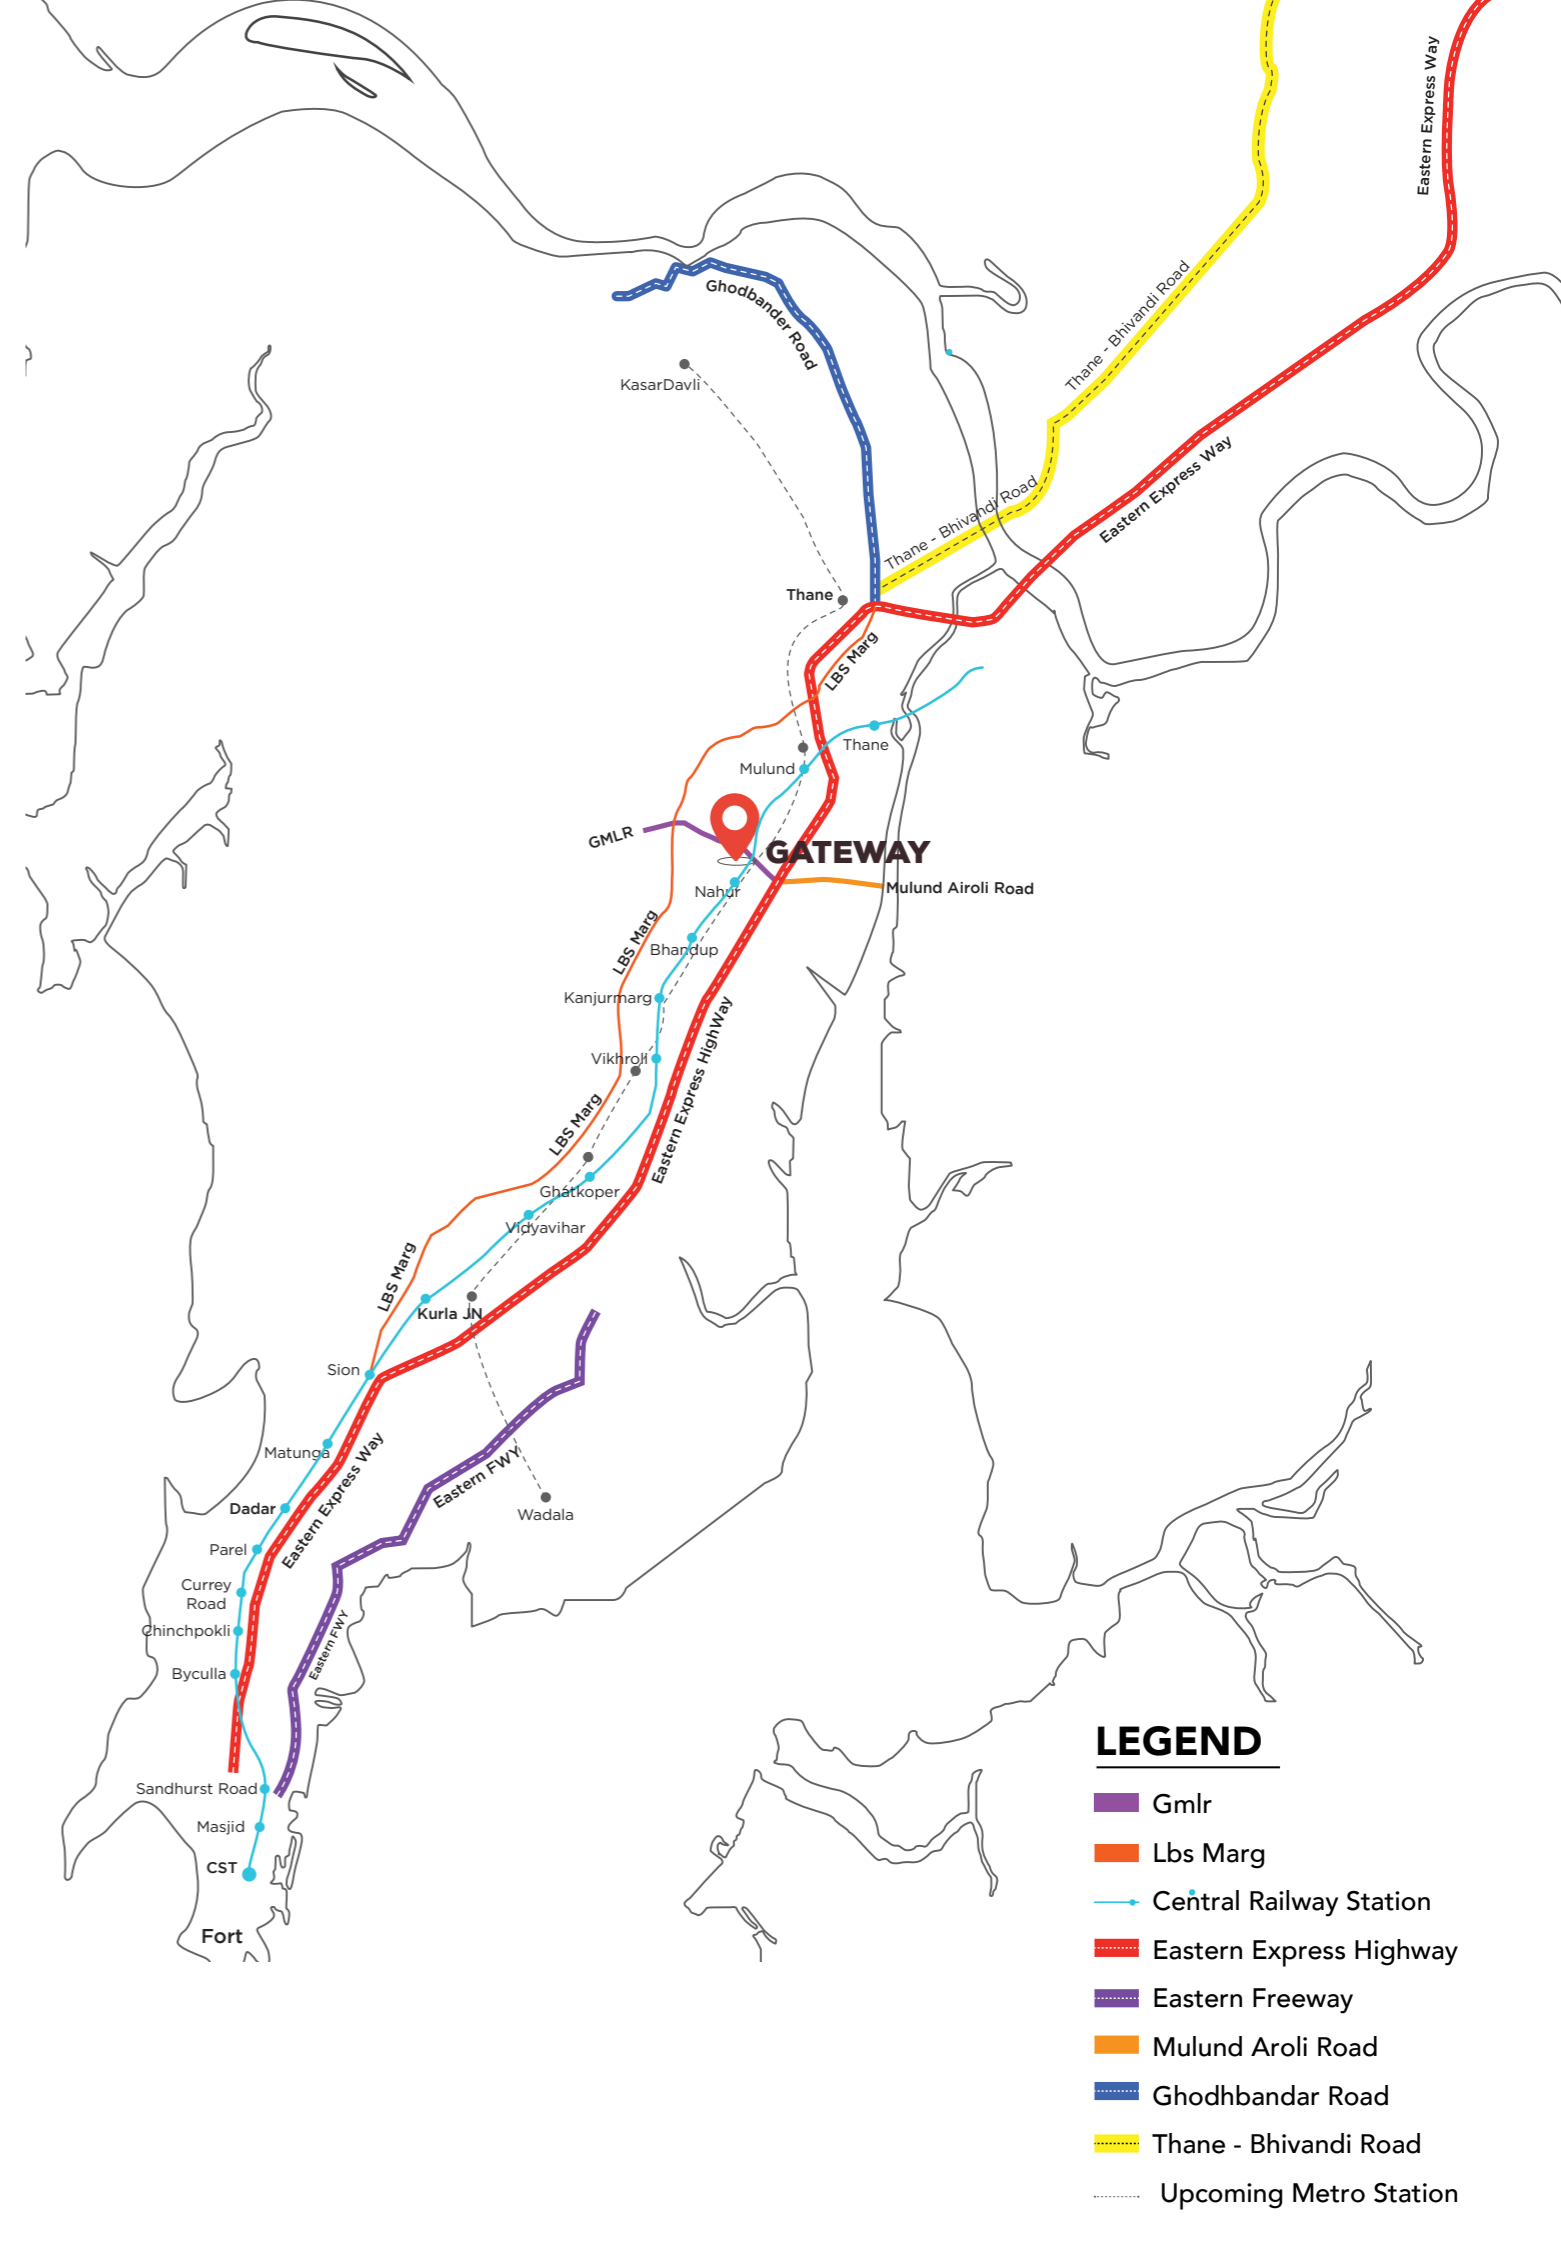 Eastern Express Way
Thane - Bhivandi Road
Ghodbander Road
KasarDavli
Eastern Express Way
Thane - Bhivandi Road
Thane
LBS Marg
Thane
Mulund
GMLR
GATEWAY
Nahur
Mulund Airoli Road
LBS Marg
Bhandup
Kanjurmarg
Eastern Express HighWay
Vikhroli
LBS Marg
Ghatkoper
Vidyavihar
LBS Marg
Kurla JN
Sion
Matunga
Eastern Express Way
Eastern FWY
Dadar
Wadala
Parel
Currey
Road
Chinchpokli
Eastern FWY
Byculla
Sandhurst Road
Masjid
CST
Fort
LEGEND
Gmlr
Lbs Marg
Central Railway Station
Eastern Express Highway
Eastern Freeway
Mulund Aroli Road
Ghodhbandar Road
Thane - Bhivandi Road
Upcoming Metro Station